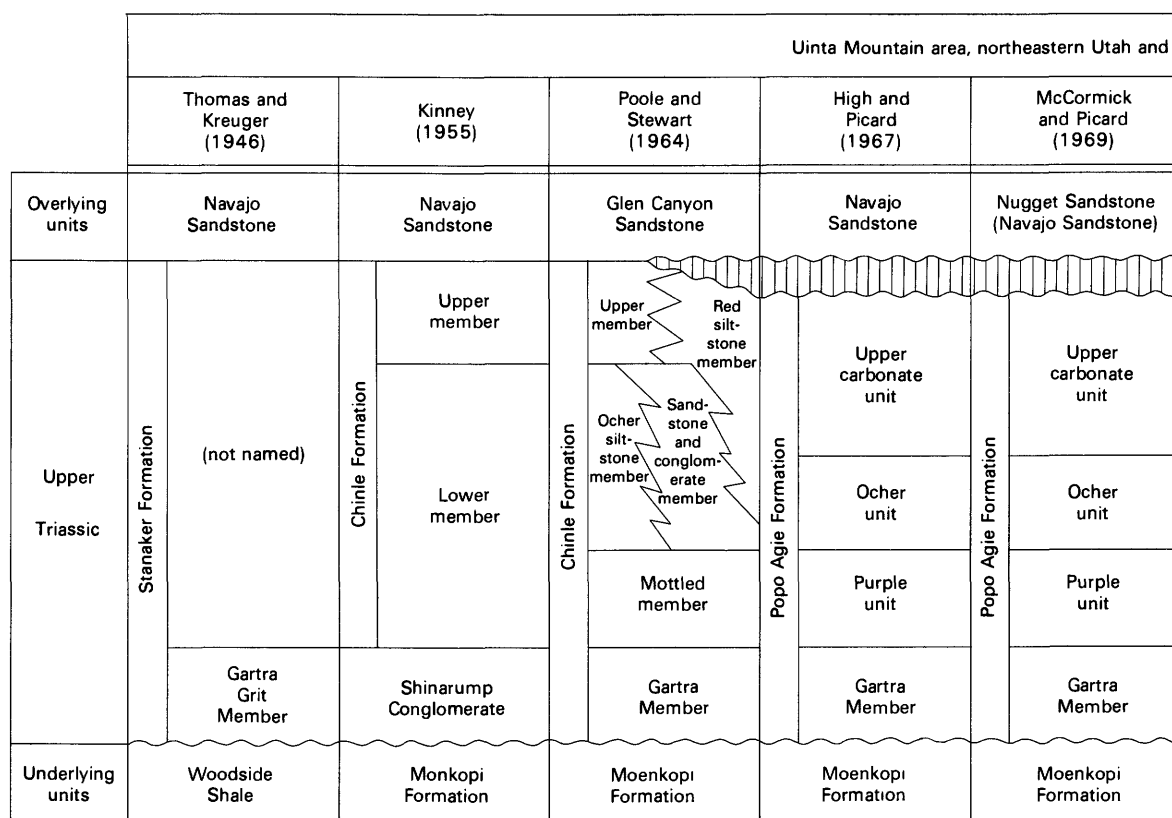 Uinta Mountain area, northeastern Utah and
Thomas and
Kreuger
(1946)
Kinney
(1955)
Poole and
Stewart
(1964)
High and
Picard
(1967)
McCormick
and Picard
(1969)
Overlying
units
Navajo
Sandstone
Navajo
Sandstone
Glen Canyon
Sandstone
Navajo
Sandstone
Nugget Sandstone
(Navajo Sandstone)
Upper
Triassic
Stanaker Formation
(not named)
Gartra
Grit
Member
Chinle Formation
Upper
member
Lower
member
Shinarump
Conglomerate
Chinle Formation
Upper
member
Red
silt-
stone
member
Ocher
silt-
stone
member
Sand-
stone
and
conglom-
erate
member
Mottled
member
Gartra
Member
Popo Agie Formation
Upper
carbonate
unit
Ocher
unit
Purple
unit
Gartra
Member
Popo Agie Formation
Upper
carbonate
unit
Ocher
unit
Purple
unit
Gartra
Member
Underlying
units
Woodside
Shale
Monkopi
Formation
Moenkopi
Formation
Moenkopi
Formation
Moenkopi
Formation